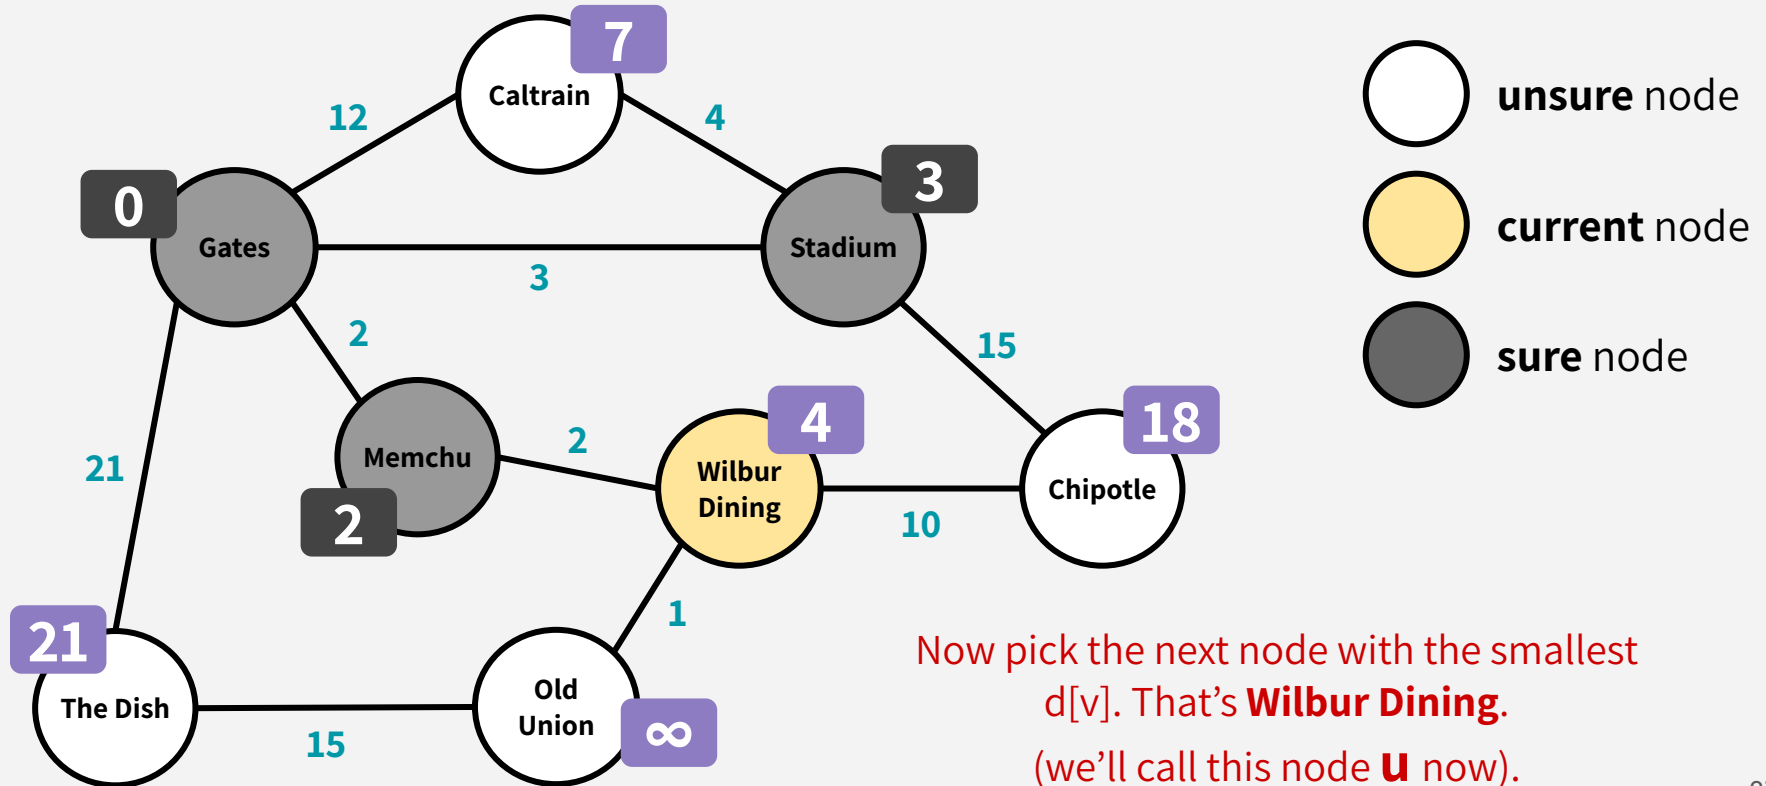 7
Caltrain
12
4
0
3
Gates
Stadium
3
2
15
21
Memchu
2
2
Wilbur
Dining
4
10
18
Chipotle
1
21
The Dish
15
Old
Union
∞
unsure node
current node
sure node
Now pick the next node with the smallest
d[v]. That’s Wilbur Dining.
(we’ll call this node u now).